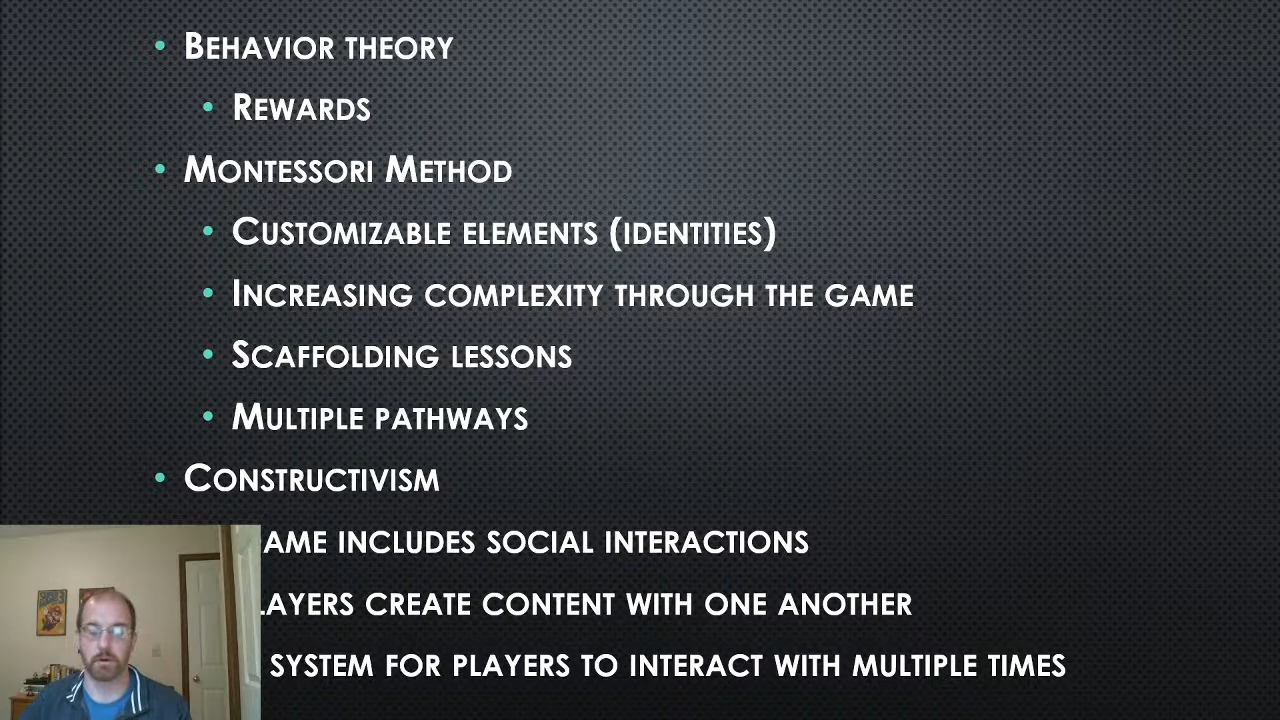 • Behavior theory
• Rewards
• Montessori Method
• Customizable elements (identities)
• Increasing complexity through the game
• Scaffolding lessons
• Multiple pathways
• Constructivism
includes social interactions
create content with one another
system for players to interact with multiple times